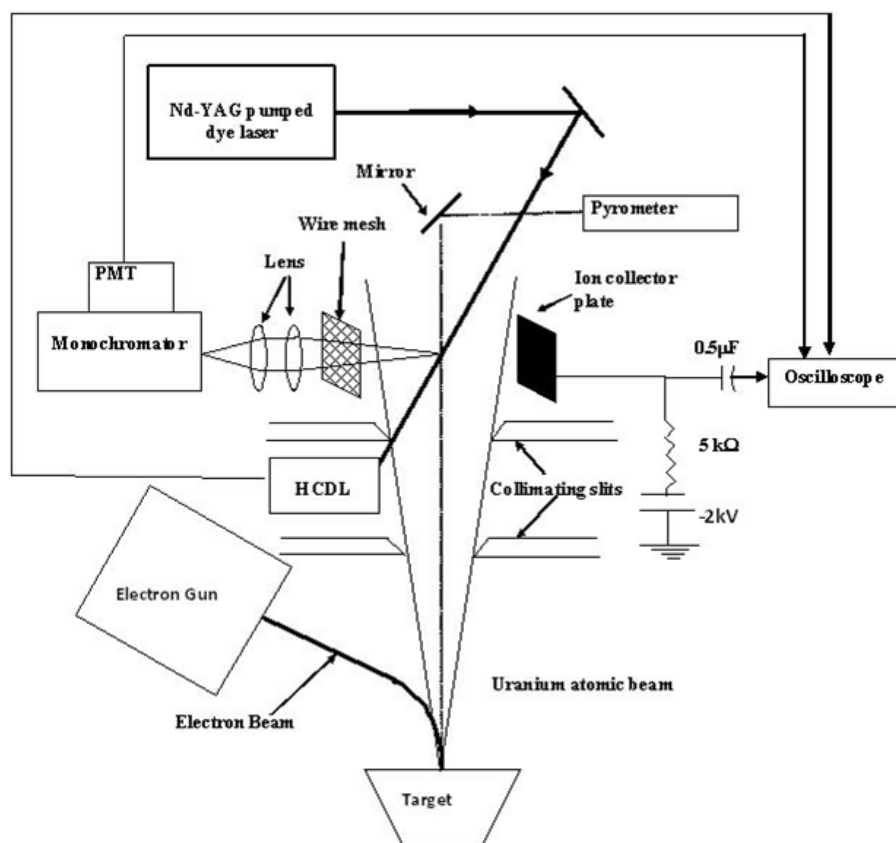 Nd-YAG pumped
dye laser
Mirror
Pyrometer
Wire mesh
Lens
PMT
Ion collector
plate
Monochromator
0.5μF
Oscilloscope
5 kΩ
HCDL
Collimating slits
-2kV
Electron Gun
Uranium atomic beam
Electron Beam
Target